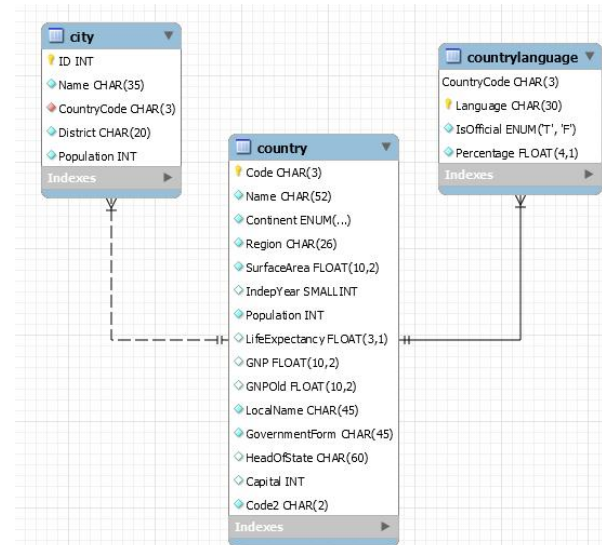 city
ID INT
Name CHAR(35)
CountryCode CHAR(3)
District CHAR(20)
Population INT
Indexes
countrylanguage
CountryCode CHAR(3)
Language CHAR(30)
IsOfficial ENUM('T', 'F')
Percentage FLOAT(4,1)
Indexes
country
Code CHAR(3)
Name CHAR(52)
Continent ENUM(...)
Region CHAR(26)
SurfaceArea FLOAT(10,2)
IndepYear SMALLINT
Population INT
LifeExpectancy FLOAT(3,1)
GNP FLOAT(10,2)
GNPOld FLOAT(10,2)
LocalName CHAR(45)
GovernmentForm CHAR(45)
HeadOfState CHAR(60)
Capital INT
Code2 CHAR(2)
Indexes